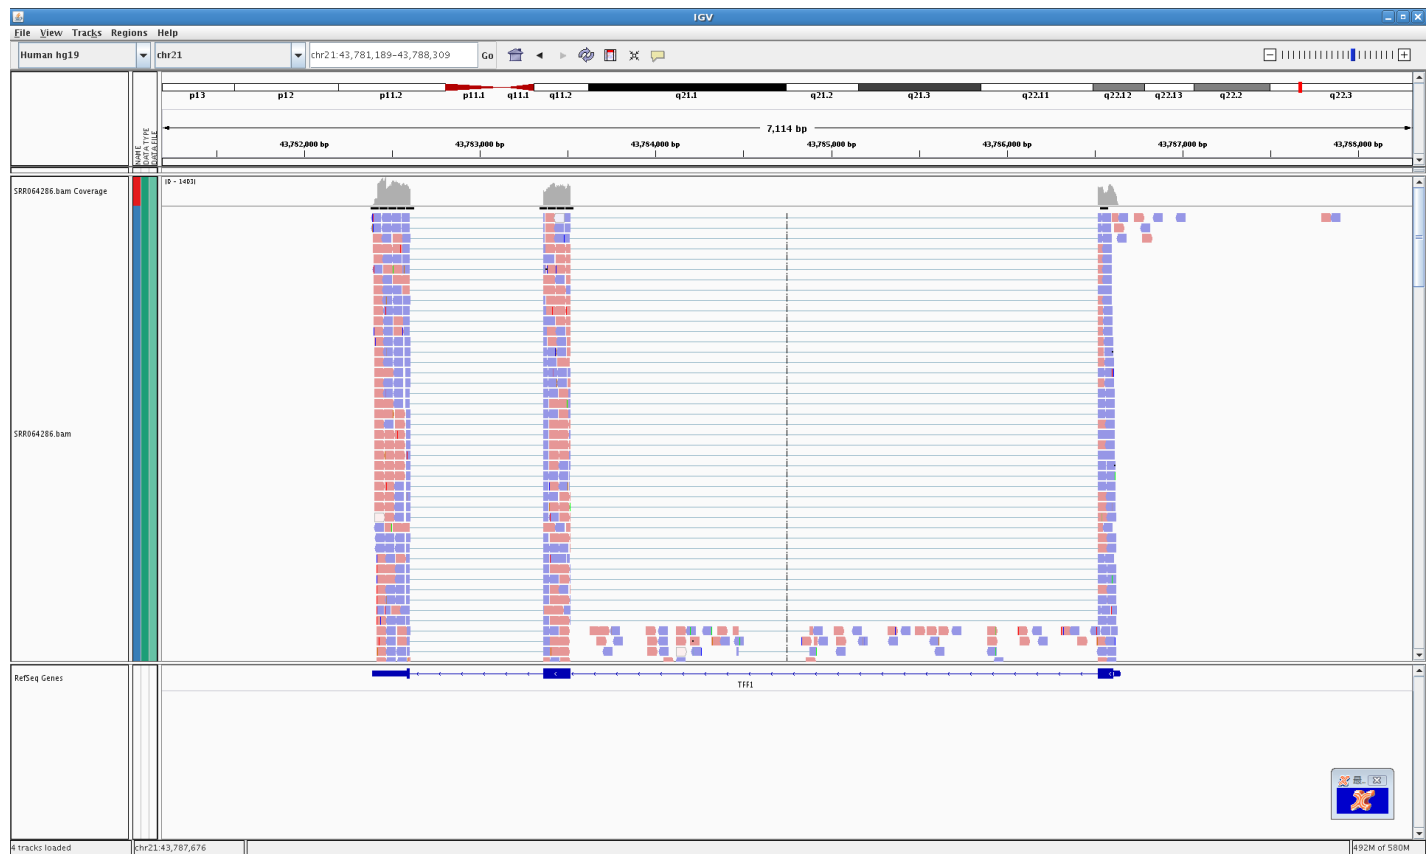 IGV
File View Tracks Regions Help
Human hg19 chr21 chr21:43,781,189-43,788,309 Go
p13 p12 p11.2 p11.1 q11.1 q11.2 q21.1 q21.2 q21.3 q22.11 q22.12 q22.13 q22.2 q22.3
7,114 bp
43,782,000 bp 43,783,000 bp 43,784,000 bp 43,785,000 bp 43,786,000 bp 43,787,000 bp 43,788,000 bp
NAME
DATA TYPE
DATA FILE
[0 - 1403]
SRR064286.bam Coverage
SRR064286.bam
RefSeq Genes
TFF1
4 tracks loaded chr21:43,787,676 492M of 580M